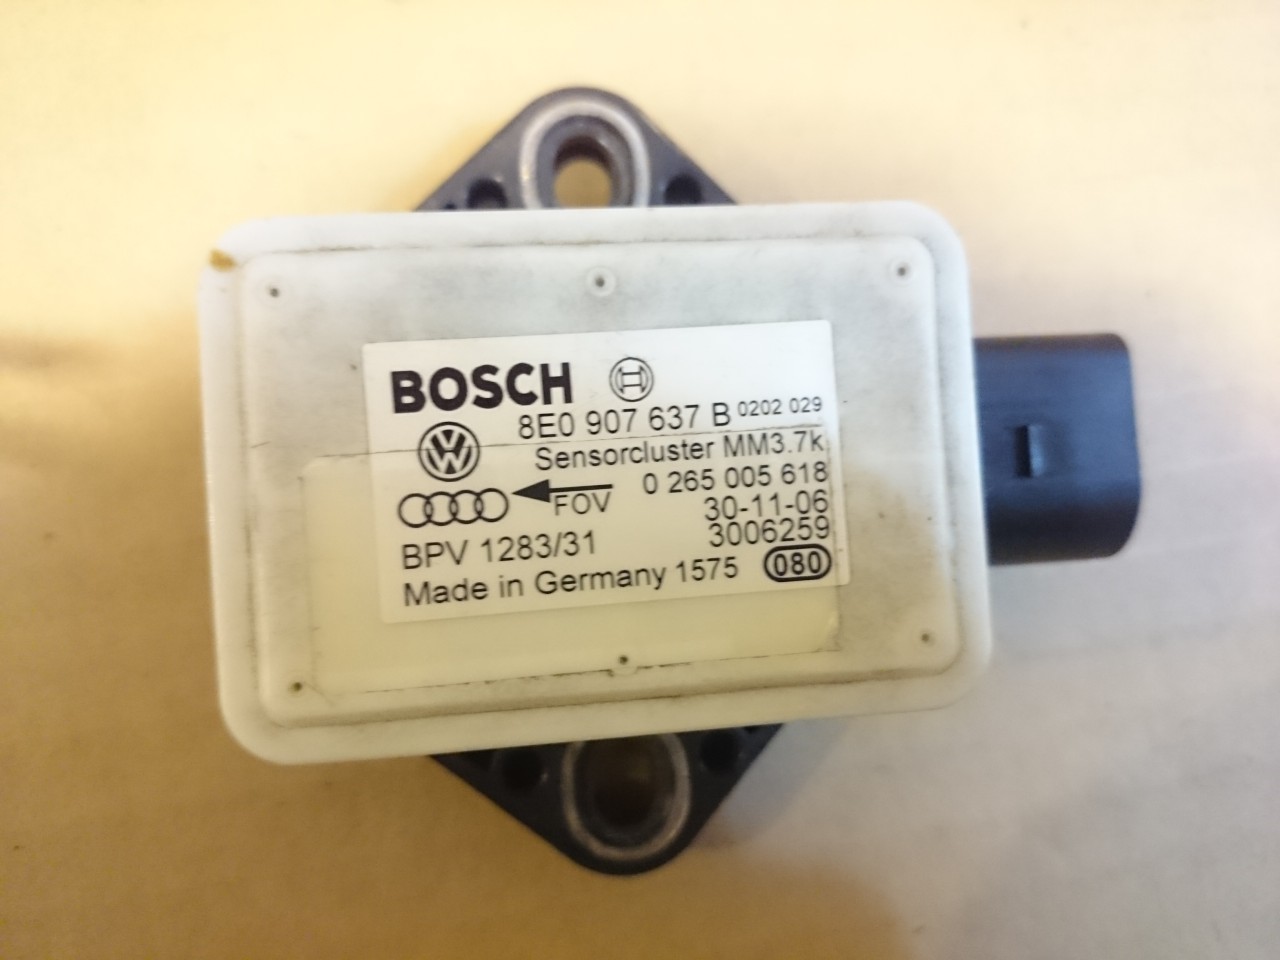 BOSCH
8E0 907 637 B 0202 029
Sensorcluster MM3.7k
0 265 005 618
FOV
30-11-06
BPV 1283/31
3006259
Made in Germany 1575 080